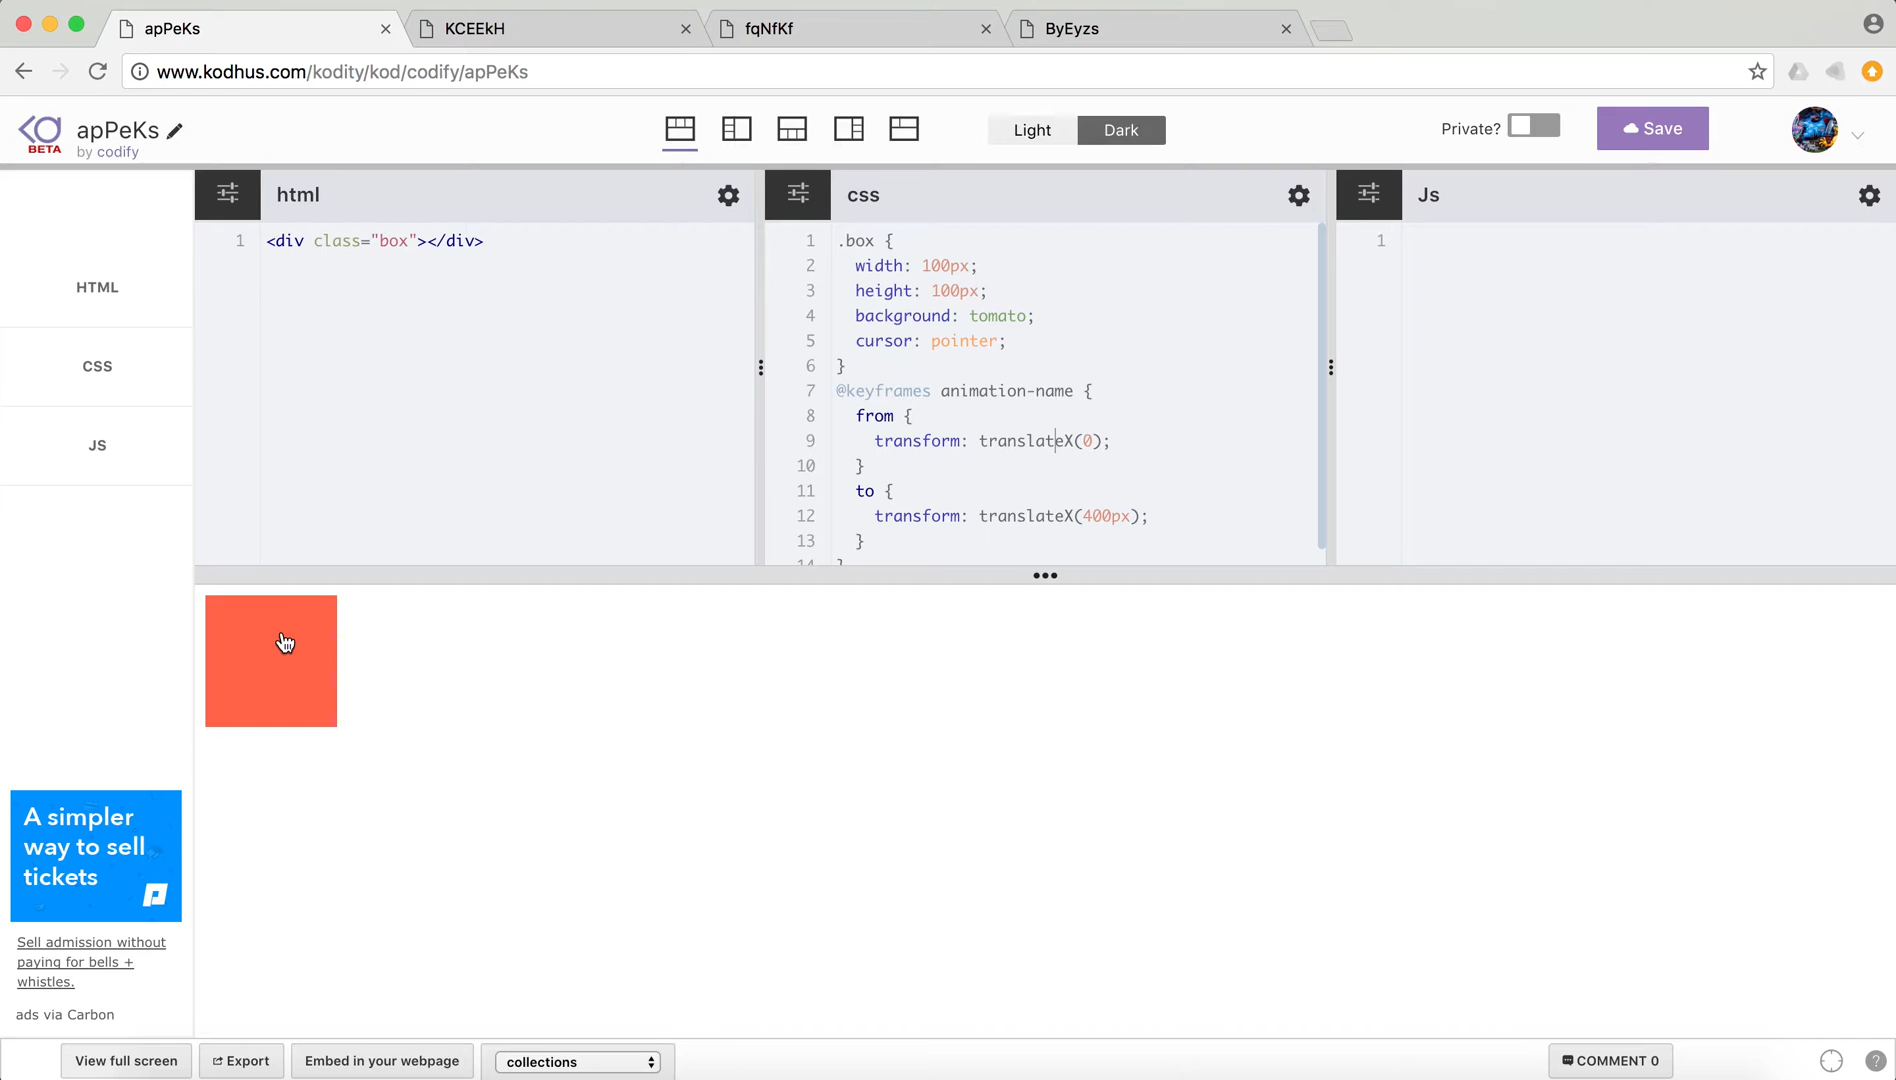 apPeKs
KCEEkH
fqNfKf
ByEyzs
www.kodhus.com/kodity/kod/codify/apPeKs
BETA
apPeKs
by codify
Light
Dark
Private?
Save
HTML
CSS
JS
html
1 <div class="box"></div>
css
1 .box {
2 width: 100px;
3 height: 100px;
4 background: tomato;
5 cursor: pointer;
6 }
7 @keyframes animation-name {
8 from {
9 transform: translateX(0);
10 }
11 to {
12 transform: translateX(400px);
13 }
14 }
Js
1
A simpler
way to sell
tickets
Sell admission without
paying for bells +
whistles.
ads via Carbon
View full screen
Export
Embed in your webpage
collections
COMMENT 0
?